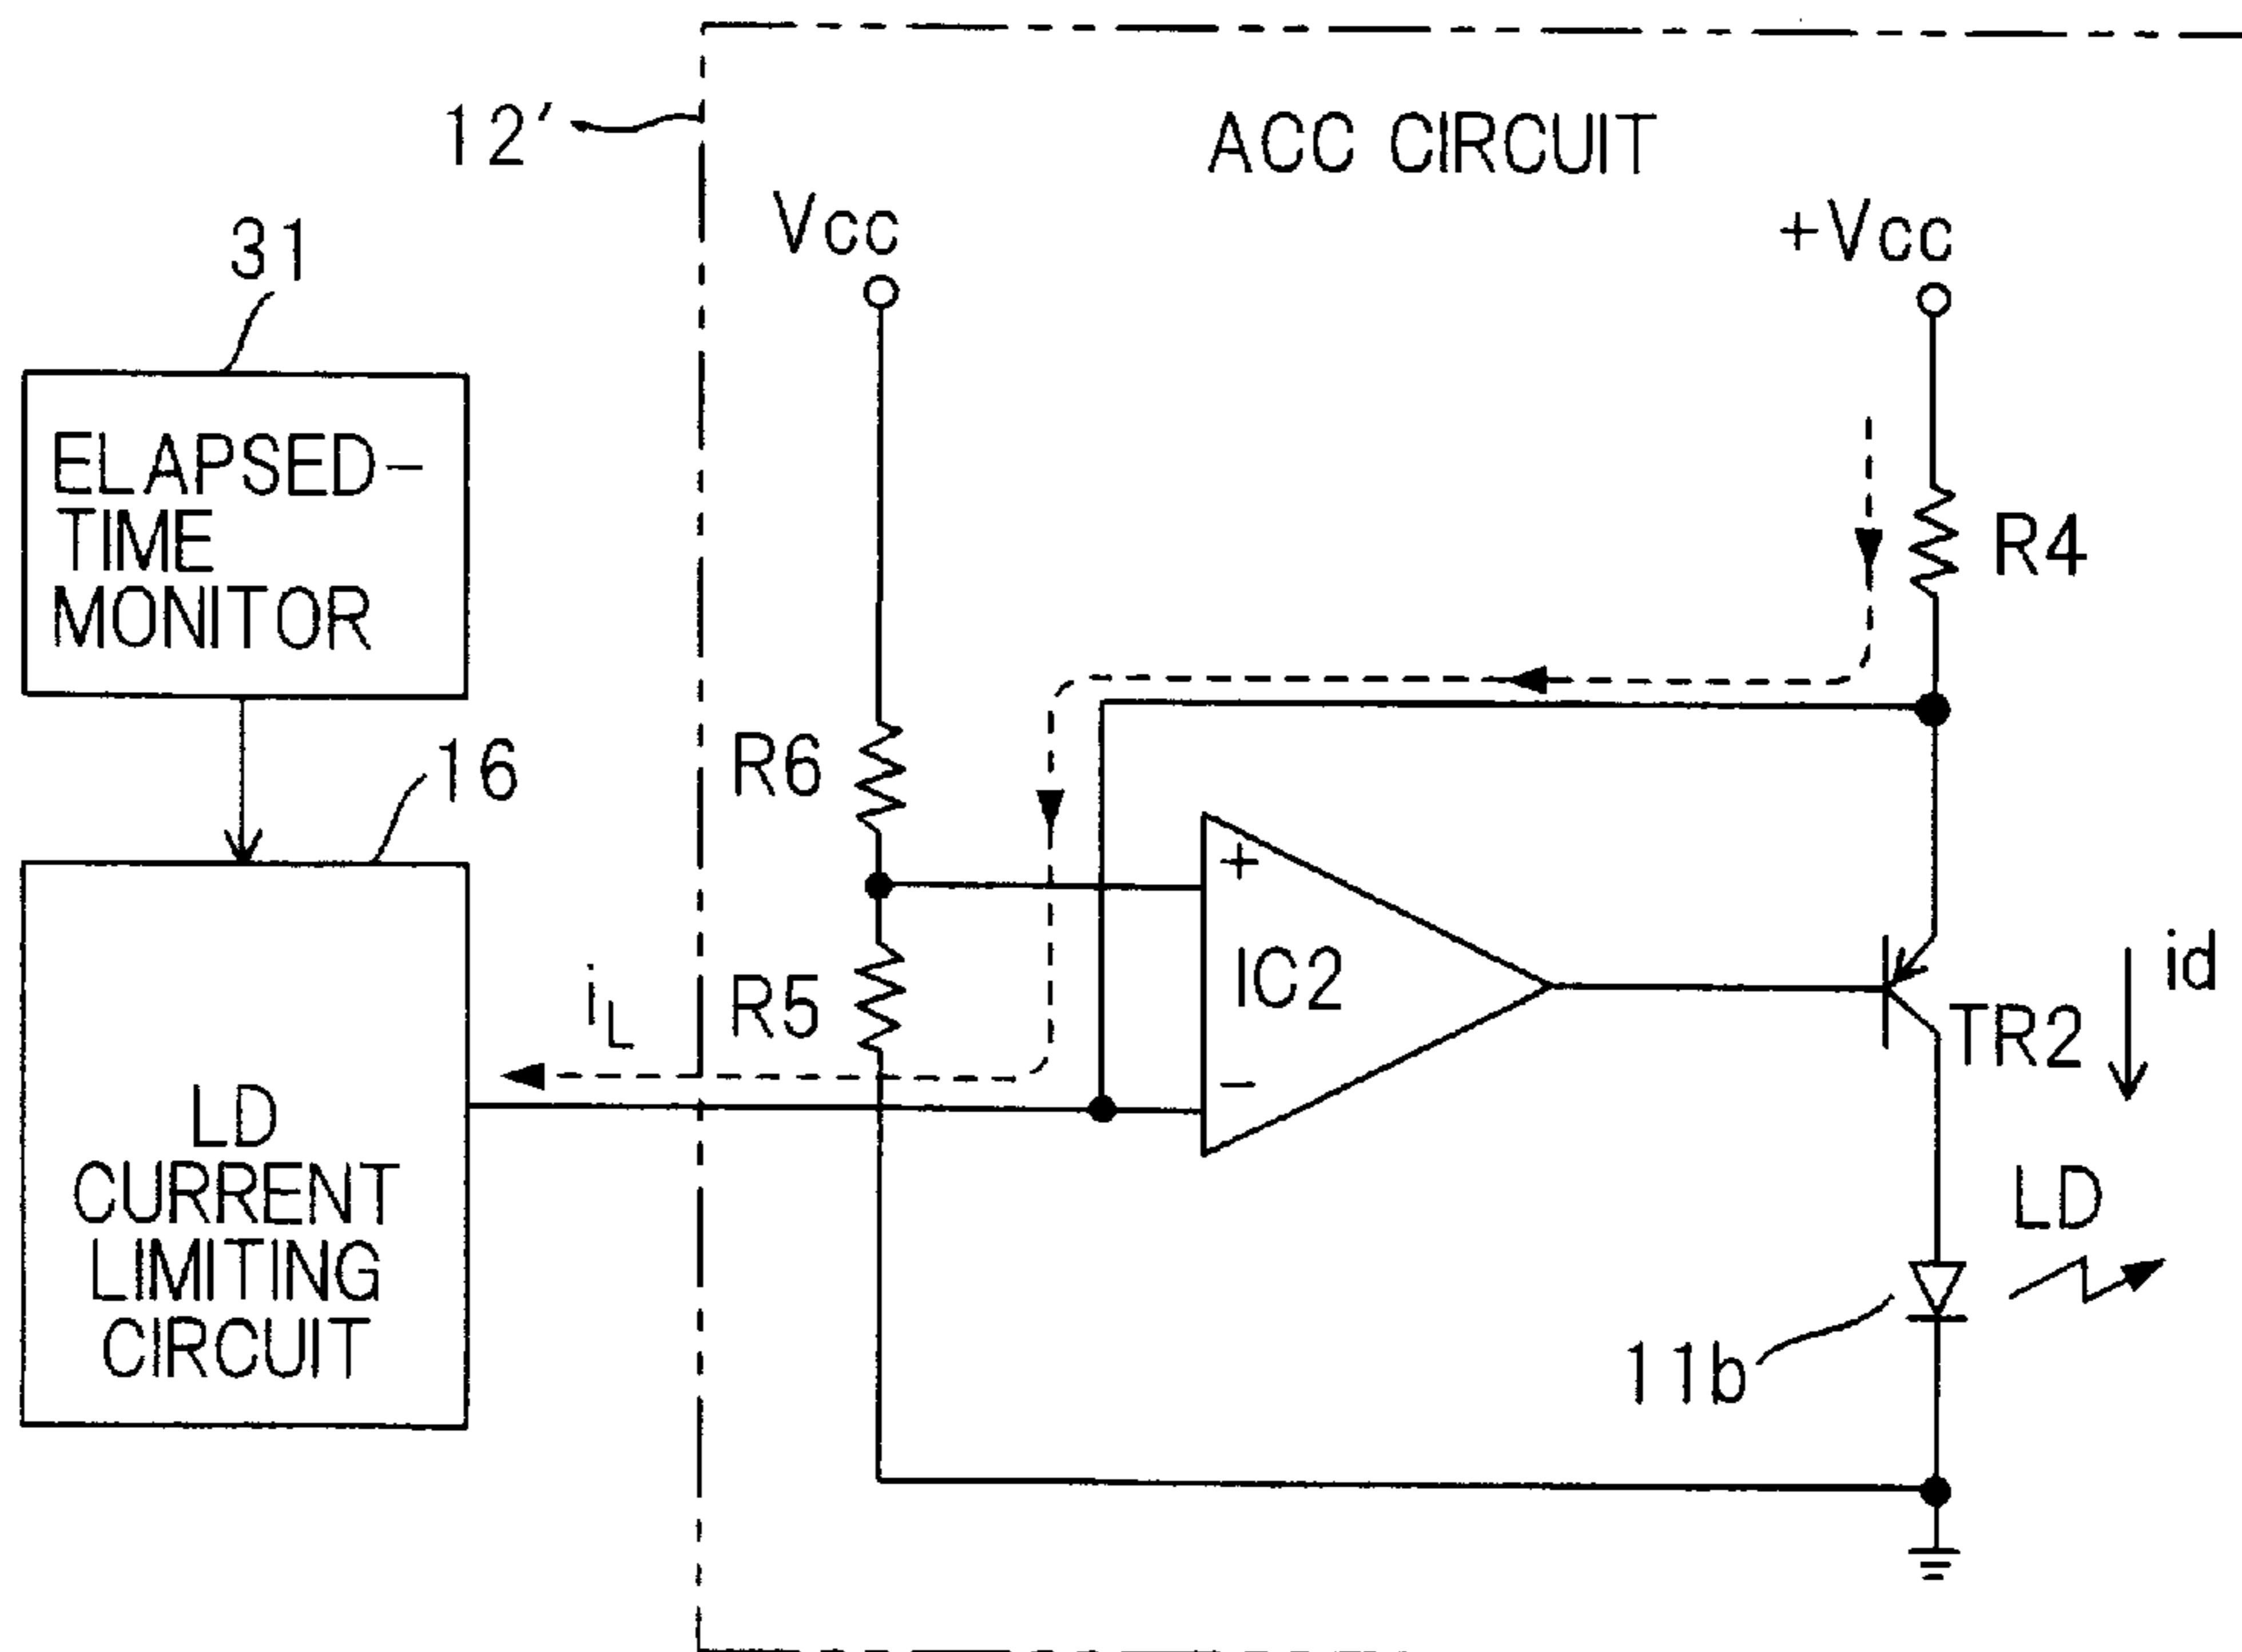 12'
ACC CIRCUIT
Vcc
+Vcc
31
ELAPSED-
TIME
MONITOR
R4
16
R6
+
IC2
id
iL
R5
TR2
−
LD
CURRENT
LIMITING
CIRCUIT
LD
11b